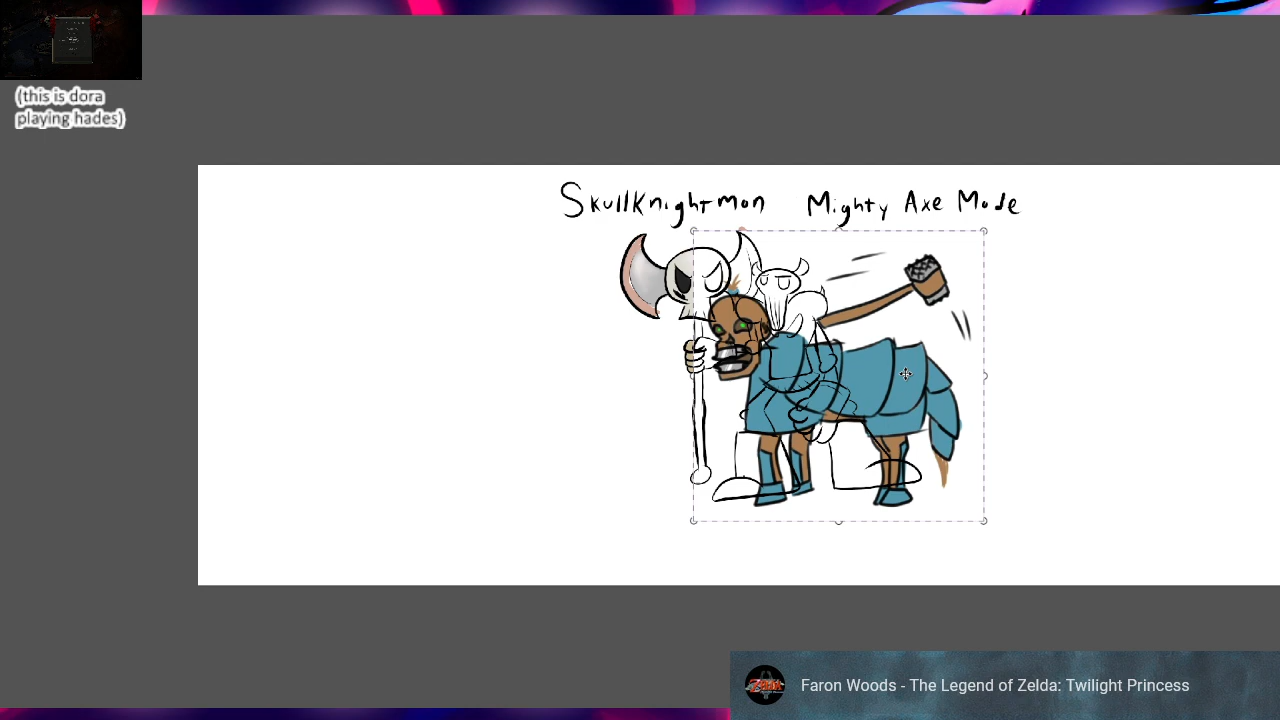 (this is dora
playing hades)
SkullKnightmon Mighty Axe Mode
Faron Woods - The Legend of Zelda: Twilight Princess